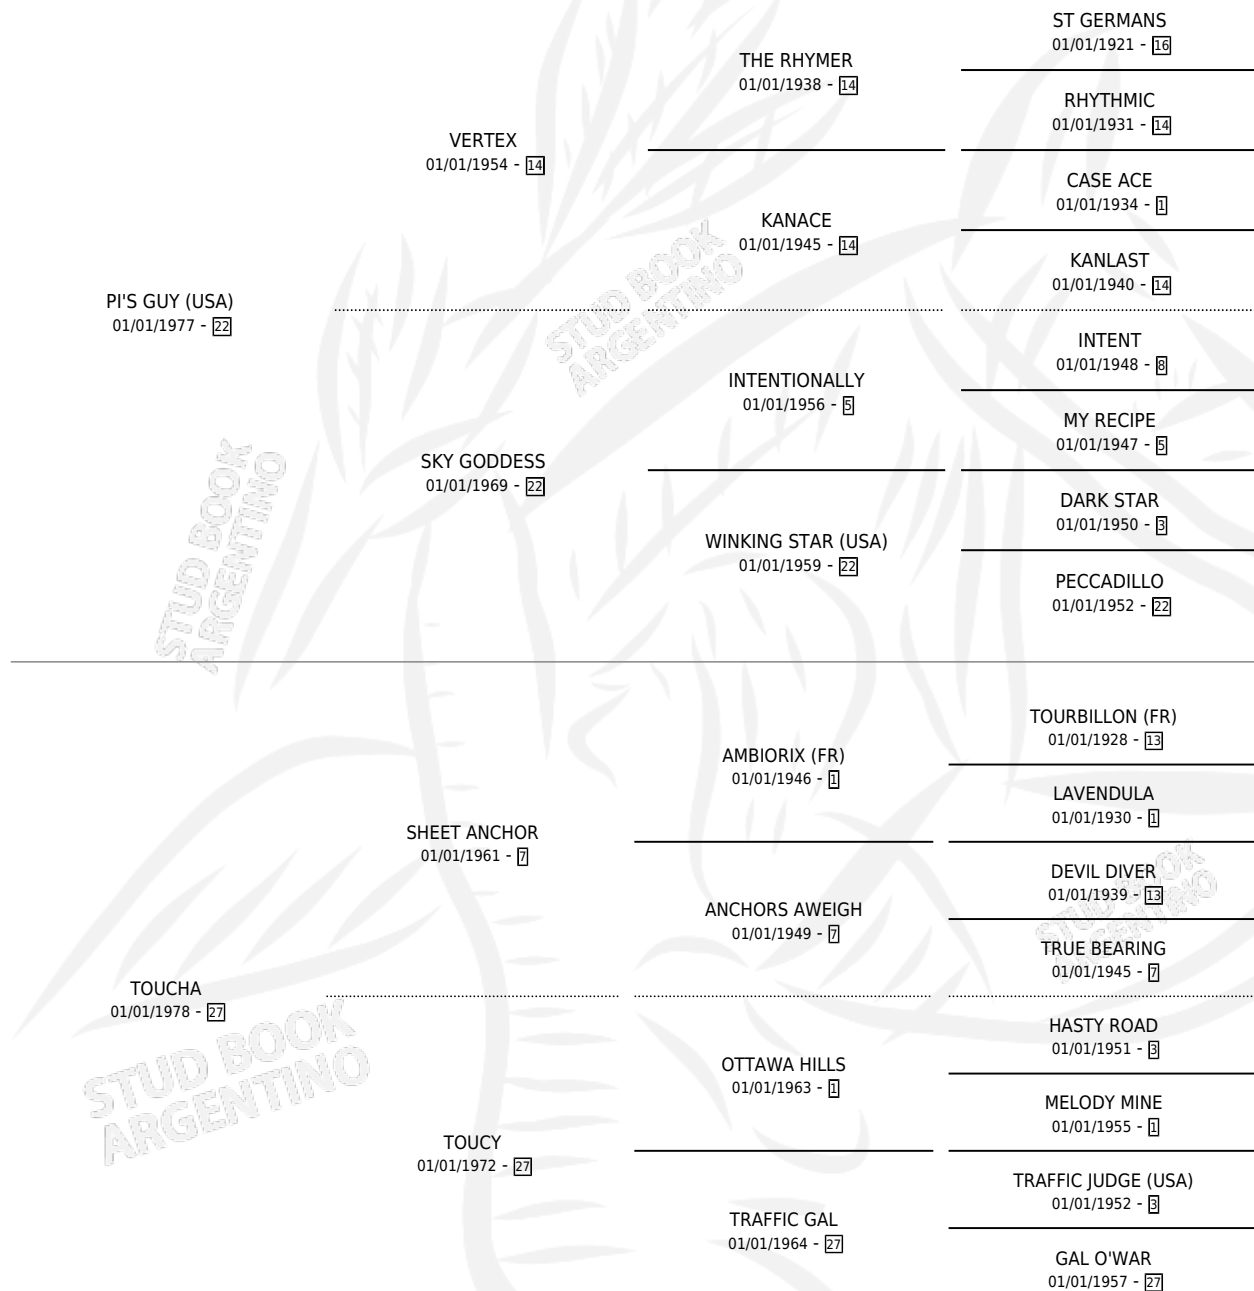 ST GERMANS
01/01/1921 - 16
THE RHYMER
01/01/1938 - 14
RHYTHMIC
01/01/1931 - 14
VERTEX
01/01/1954 - 14
CASE ACE
01/01/1934 - 1
KANACE
01/01/1945 - 14
KANLAST
01/01/1940 - 14
PI'S GUY (USA)
01/01/1977 - 22
INTENT
01/01/1948 - 8
INTENTIONALLY
01/01/1956 - 5
MY RECIPE
01/01/1947 - 5
SKY GODDESS
01/01/1969 - 22
DARK STAR
01/01/1950 - 3
WINKING STAR (USA)
01/01/1959 - 22
PECCADILLO
01/01/1952 - 22
TOURBILLON (FR)
01/01/1928 - 13
AMBIORIX (FR)
01/01/1946 - 1
LAVENDULA
01/01/1930 - 1
SHEET ANCHOR
01/01/1961 - 7
DEVIL DIVER
01/01/1939 - 13
ANCHORS AWEIGH
01/01/1949 - 7
TRUE BEARING
01/01/1945 - 7
TOUCHA
01/01/1978 - 27
HASTY ROAD
01/01/1951 - 3
OTTAWA HILLS
01/01/1963 - 1
MELODY MINE
01/01/1955 - 1
TOUCY
01/01/1972 - 27
TRAFFIC JUDGE (USA)
01/01/1952 - 3
TRAFFIC GAL
01/01/1964 - 27
GAL O'WAR
01/01/1957 - 27
STUD BOOK
ARGENTINO
STUD BOOK
ARGENTINO
STUD BOOK
ARGENTINO
STUD BOOK
ARGENTINO